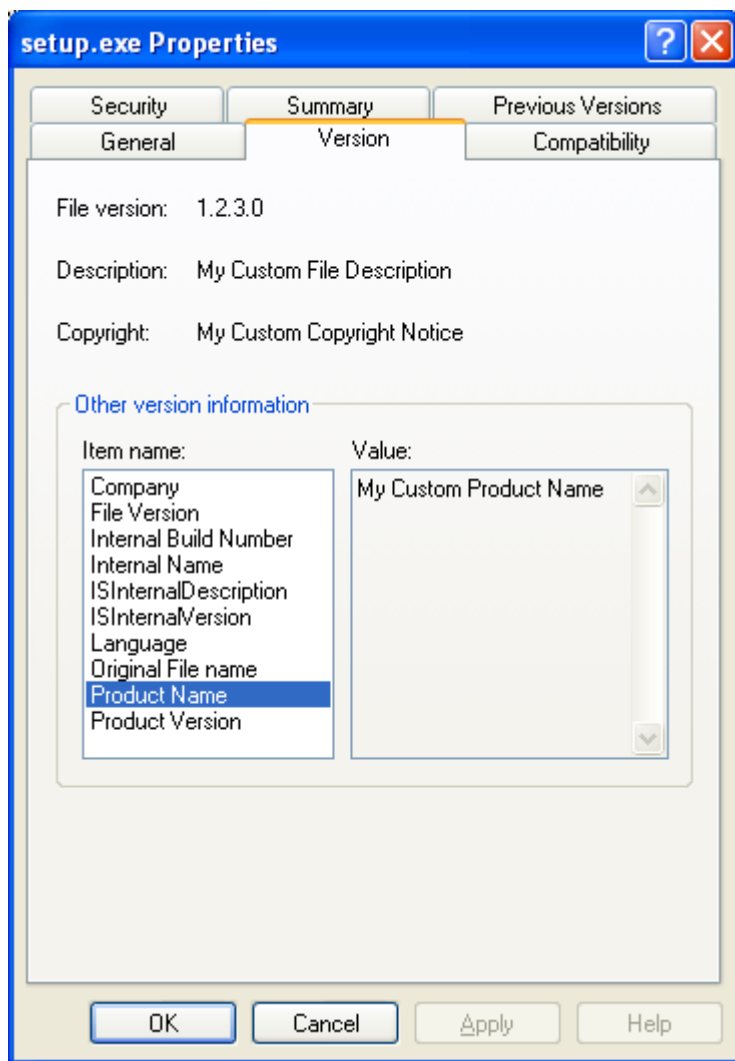 setup.exe Properties
Security Summary Previous Versions
General Version Compatibility
File version: 1.2.3.0
Description: My Custom File Description
Copyright: My Custom Copyright Notice
Other version information
Item name: Value:
Company My Custom Product Name
File Version
Internal Build Number
Internal Name
ISInternalDescription
ISInternalVersion
Language
Original File name
Product Name
Product Version
OK Cancel Apply Help